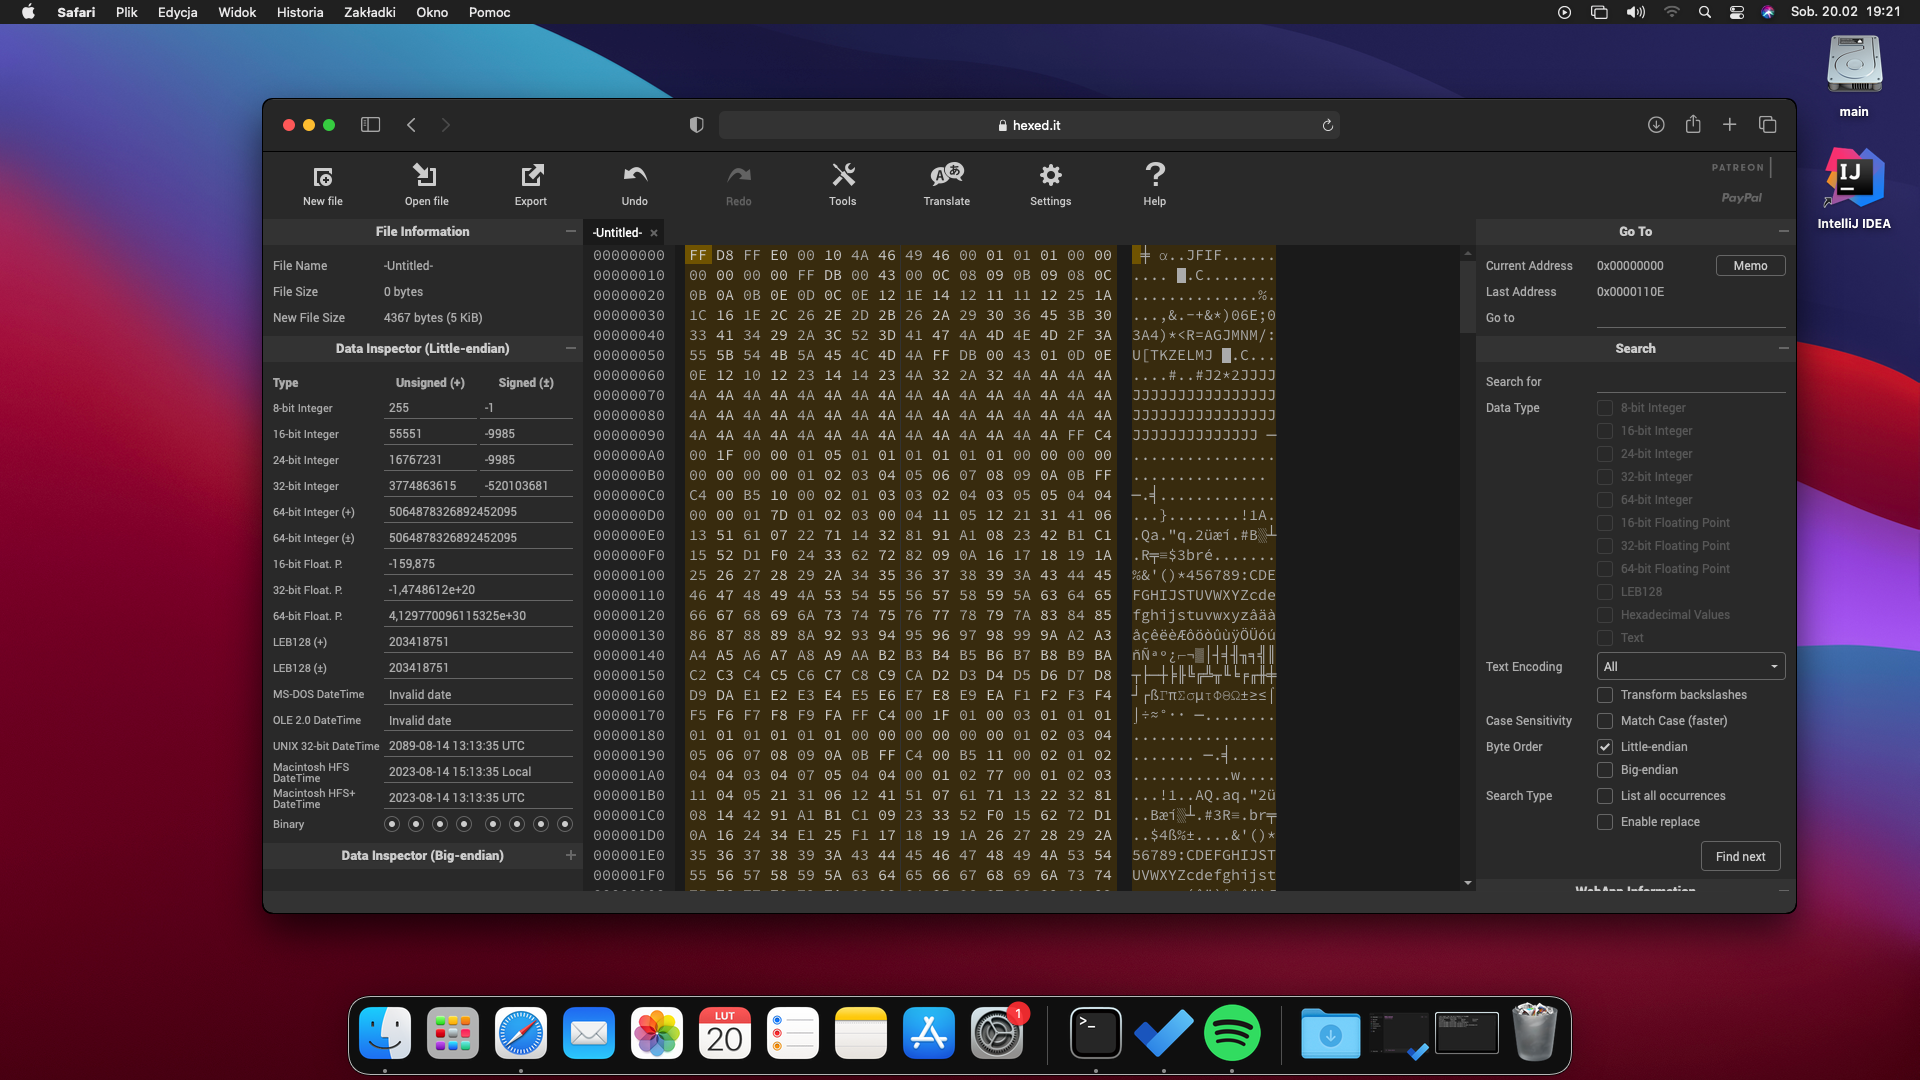 Safari Plik Edycja Widok Historia Zakładki Okno Pomoc Sob. 20.02 19:21
main
IntelliJ IDEA
hexed.it
New file Open file Export Undo Redo Tools Translate Settings Help
PATREON
PayPal
File Information
File Name -Untitled-
File Size 0 bytes
New File Size 4367 bytes (5 KiB)
Data Inspector (Little-endian)
Type Unsigned (+) Signed (±)
8-bit Integer 255 -1
16-bit Integer 55551 -9985
24-bit Integer 16767231 -9985
32-bit Integer 3774863615 -520103681
64-bit Integer (+) 5064878326892452095
64-bit Integer (±) 5064878326892452095
16-bit Float. P. -159,875
32-bit Float. P. -1,4748612e+20
64-bit Float. P. 4,129770096115325e+30
LEB128 (+) 203418751
LEB128 (±) 203418751
MS-DOS DateTime Invalid date
OLE 2.0 DateTime Invalid date
UNIX 32-bit DateTime 2089-08-14 13:13:35 UTC
Macintosh HFS DateTime 2023-08-14 15:13:35 Local
Macintosh HFS+ DateTime 2023-08-14 13:13:35 UTC
Binary
Data Inspector (Big-endian)
-Untitled-
00000000 FF D8 FF E0 00 10 4A 46 49 46 00 01 01 01 00 00
00000010 00 00 00 00 FF DB 00 43 00 0C 08 09 0B 09 08 0C
00000020 0B 0A 0B 0E 0D 0C 0E 12 1E 14 12 11 11 12 25 1A
00000030 1C 16 1E 2C 26 2E 2D 2B 26 2A 29 30 36 45 3B 30
00000040 33 41 34 29 2A 3C 52 3D 41 47 4A 4D 4E 4D 2F 3A
00000050 55 5B 54 4B 5A 45 4C 4D 4A FF DB 00 43 01 0D 0E
00000060 0E 12 10 12 23 14 14 23 4A 32 2A 32 4A 4A 4A 4A
00000070 4A 4A 4A 4A 4A 4A 4A 4A 4A 4A 4A 4A 4A 4A 4A 4A
00000080 4A 4A 4A 4A 4A 4A 4A 4A 4A 4A 4A 4A 4A 4A 4A 4A
00000090 4A 4A 4A 4A 4A 4A 4A 4A 4A 4A 4A 4A 4A 4A FF C4
000000A0 00 1F 00 00 01 05 01 01 01 01 01 01 00 00 00 00
000000B0 00 00 00 00 01 02 03 04 05 06 07 08 09 0A 0B FF
000000C0 C4 00 B5 10 00 02 01 03 03 02 04 03 05 05 04 04
000000D0 00 00 01 7D 01 02 03 00 04 11 05 12 21 31 41 06
000000E0 13 51 61 07 22 71 14 32 81 91 A1 08 23 42 B1 C1
000000F0 15 52 D1 F0 24 33 62 72 82 09 0A 16 17 18 19 1A
00000100 25 26 27 28 29 2A 34 35 36 37 38 39 3A 43 44 45
00000110 46 47 48 49 4A 53 54 55 56 57 58 59 5A 63 64 65
00000120 66 67 68 69 6A 73 74 75 76 77 78 79 7A 83 84 85
00000130 86 87 88 89 8A 92 93 94 95 96 97 98 99 9A A2 A3
00000140 A4 A5 A6 A7 A8 A9 AA B2 B3 B4 B5 B6 B7 B8 B9 BA
00000150 C2 C3 C4 C5 C6 C7 C8 C9 CA D2 D3 D4 D5 D6 D7 D8
00000160 D9 DA E1 E2 E3 E4 E5 E6 E7 E8 E9 EA F1 F2 F3 F4
00000170 F5 F6 F7 F8 F9 FA FF C4 00 1F 01 00 03 01 01 01
00000180 01 01 01 01 01 01 00 00 00 00 00 00 01 02 03 04
00000190 05 06 07 08 09 0A 0B FF C4 00 B5 11 00 02 01 02
000001A0 04 04 03 04 07 05 04 04 00 01 02 77 00 01 02 03
000001B0 11 04 05 21 31 06 12 41 51 07 61 71 13 22 32 81
000001C0 08 14 42 91 A1 B1 C1 09 23 33 52 F0 15 62 72 D1
000001D0 0A 16 24 34 E1 25 F1 17 18 19 1A 26 27 28 29 2A
000001E0 35 36 37 38 39 3A 43 44 45 46 47 48 49 4A 53 54
000001F0 55 56 57 58 59 5A 63 64 65 66 67 68 69 6A 73 74
╪ α..JFIF......
.... █.C........
..............%.
...,&.-+&*)06E;0
3A4)*<R=AGJMNM/:
U[TKZELMJ █.C...
....#..#J2*2JJJJ
JJJJJJJJJJJJJJJJ
JJJJJJJJJJJJJJJJ
JJJJJJJJJJJJJJ ─
................
...............
─.╡.............
...}........!1A.
.Qa."q.2üæí.#B▒┴
.R╤≡$3bré.......
%&'()*456789:CDE
FGHIJSTUVWXYZcde
fghijstuvwxyzâäà
åçêëèÆôöòûùÿÖÜóú
ñÑªº¿⌐¬▓│┤╡╢╖╕╣║
┬├─┼╞╟╚╔╩╥╙╘╒╓╫╪
┘┌ßΓπΣσµτΦΘΩ±≥≤⌠
⌡÷≈°∙· ─........
................
....... ─.╡.....
...........w....
...!1..AQ.aq."2ü
..Bæí▒┴.#3R≡.br╤
..$4ß%±....&'()*
56789:CDEFGHIJST
UVWXYZcdefghijst
Go To
Current Address 0x00000000 Memo
Last Address 0x0000110E
Go to
Search
Search for
Data Type 8-bit Integer
16-bit Integer
24-bit Integer
32-bit Integer
64-bit Integer
16-bit Floating Point
32-bit Floating Point
64-bit Floating Point
LEB128
Hexadecimal Values
Text
Text Encoding All
Transform backslashes
Case Sensitivity Match Case (faster)
Byte Order Little-endian
Big-endian
Search Type List all occurrences
Enable replace
Find next
WebApp Information
LUT
20
1